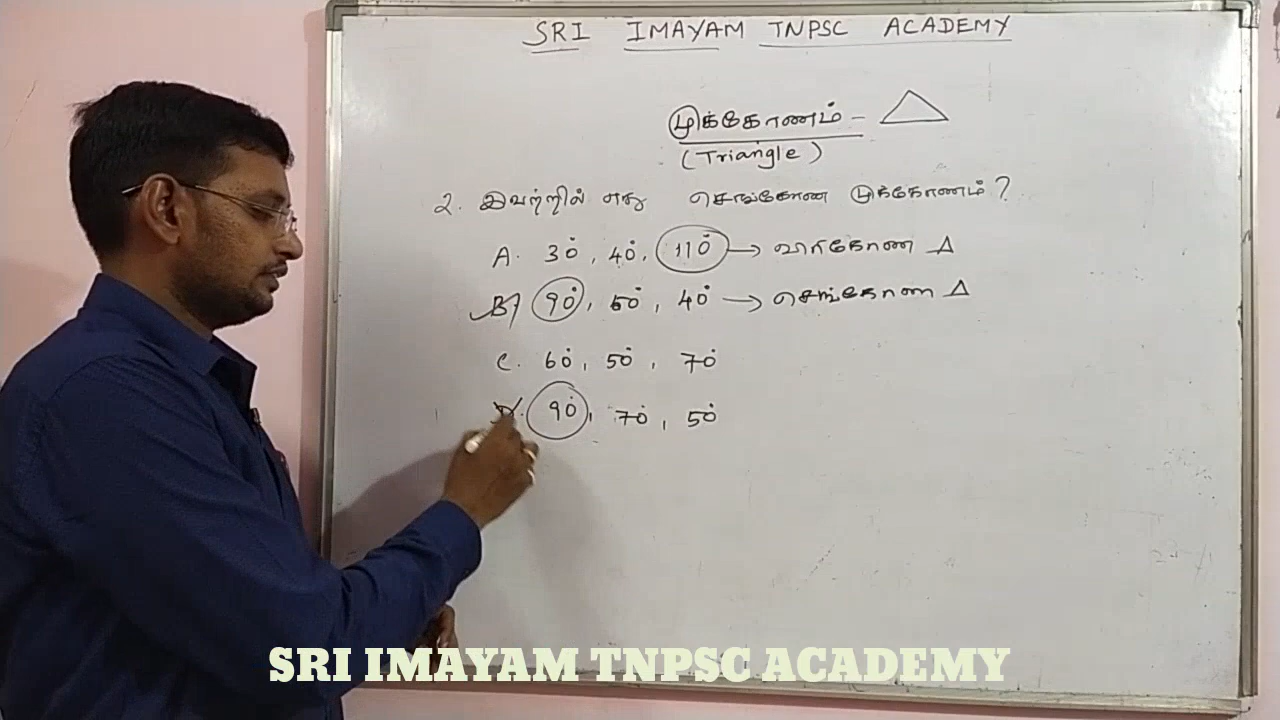 SRI IMAYAM TNPSC ACADEMY
முக்கோணம் -
(Triangle)
2. இவற்றில் எது செங்கோண முக்கோணம்?
A. 30°, 40°, 110° → விரிகோண Δ
B) 90°, 50°, 40° → செங்கோண Δ
C. 60°, 50°, 70°
D. 90°, 70°, 50°
SRI IMAYAM TNPSC ACADEMY